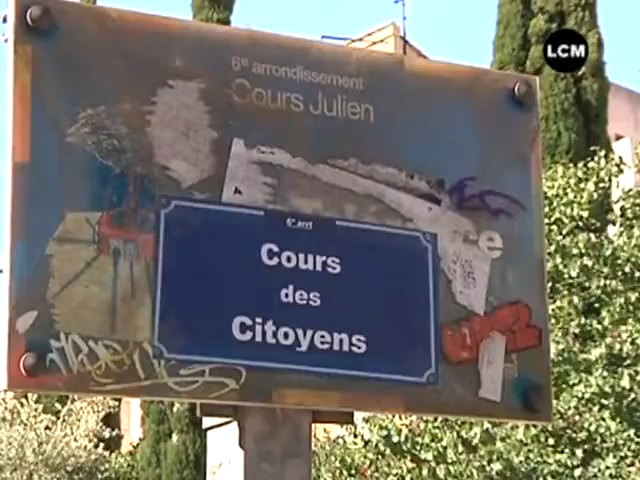 LCM
6e arrondissement
Cours Julien
6e arrt
Cours
des
Citoyens